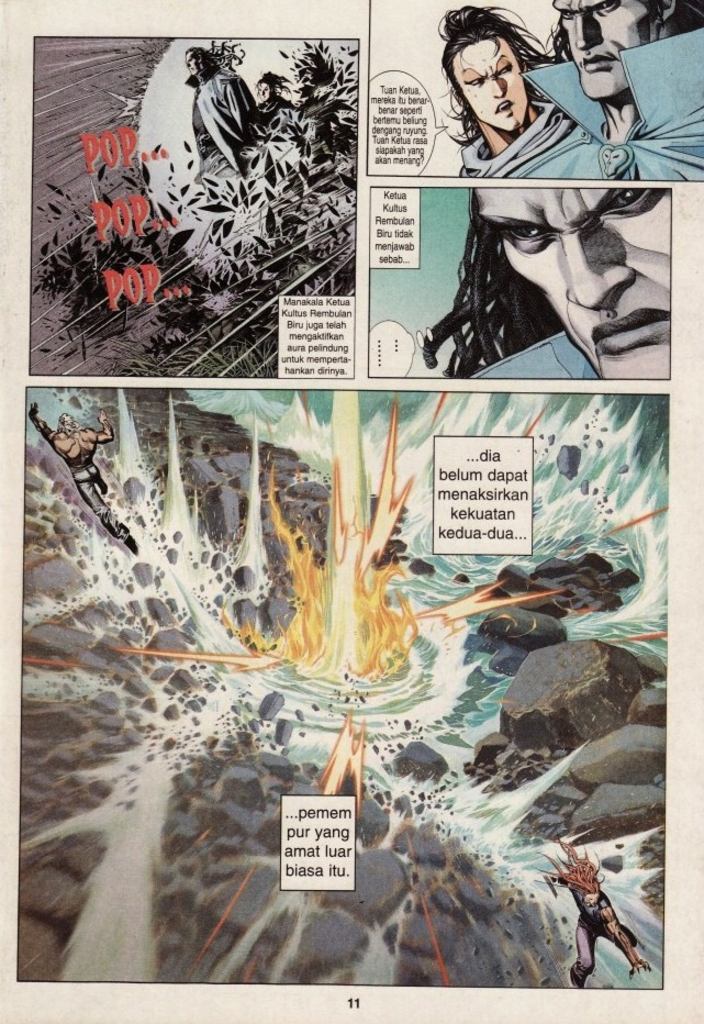 POP...
POP...
POP...
Manakala Ketua
Kultus Rembulan
Biru juga telah
mengaktifkan
aura pelindung
untuk memperta-
hankan dirinya.
Tuan Ketua,
mereka itu benar-
benar seperti
bertemu beliung
dengang ruyung.
Tuan Ketua rasa
siapakah yang
akan menang?
Ketua
Kultus
Rembulan
Biru tidak
menjawab
sebab...
...dia
belum dapat
menaksirkan
kekuatan
kedua-dua...
...pemem
pur yang
amat luar
biasa itu.
11